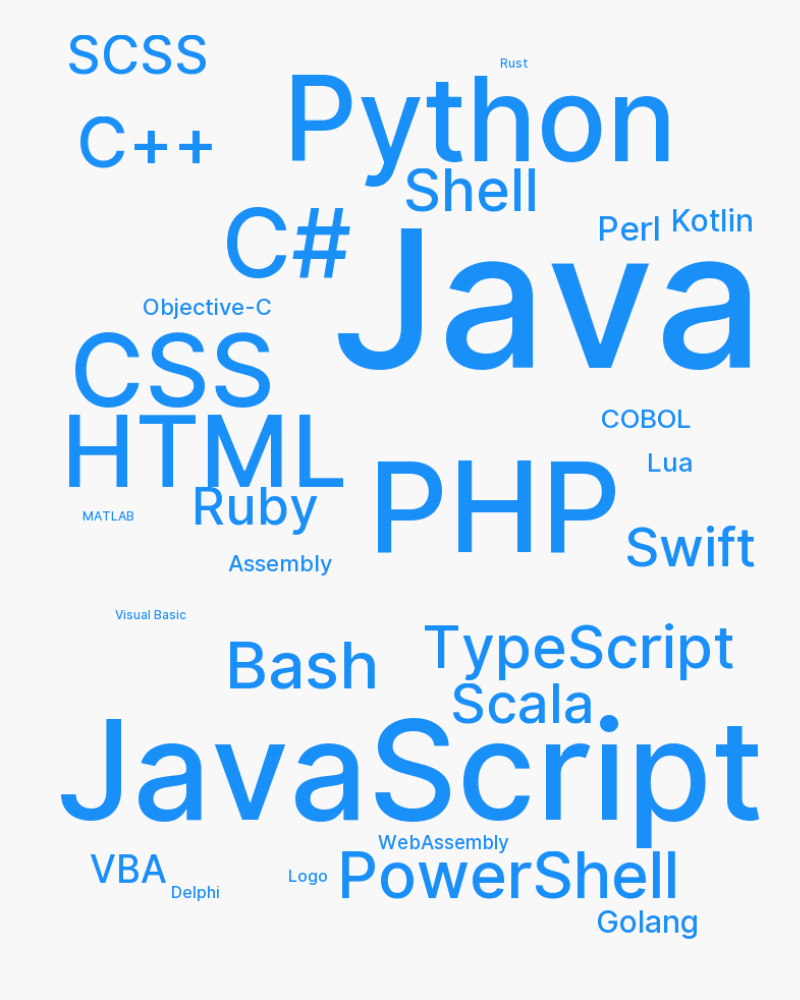 SCSS
Rust
Python
C++
Shell
C#
Perl
Kotlin
Java
Objective-C
CSS
COBOL
HTML
Lua
PHP
Ruby
MATLAB
Swift
Assembly
Visual Basic
TypeScript
Bash
Scala
JavaScript
WebAssembly
VBA
PowerShell
Logo
Delphi
Golang